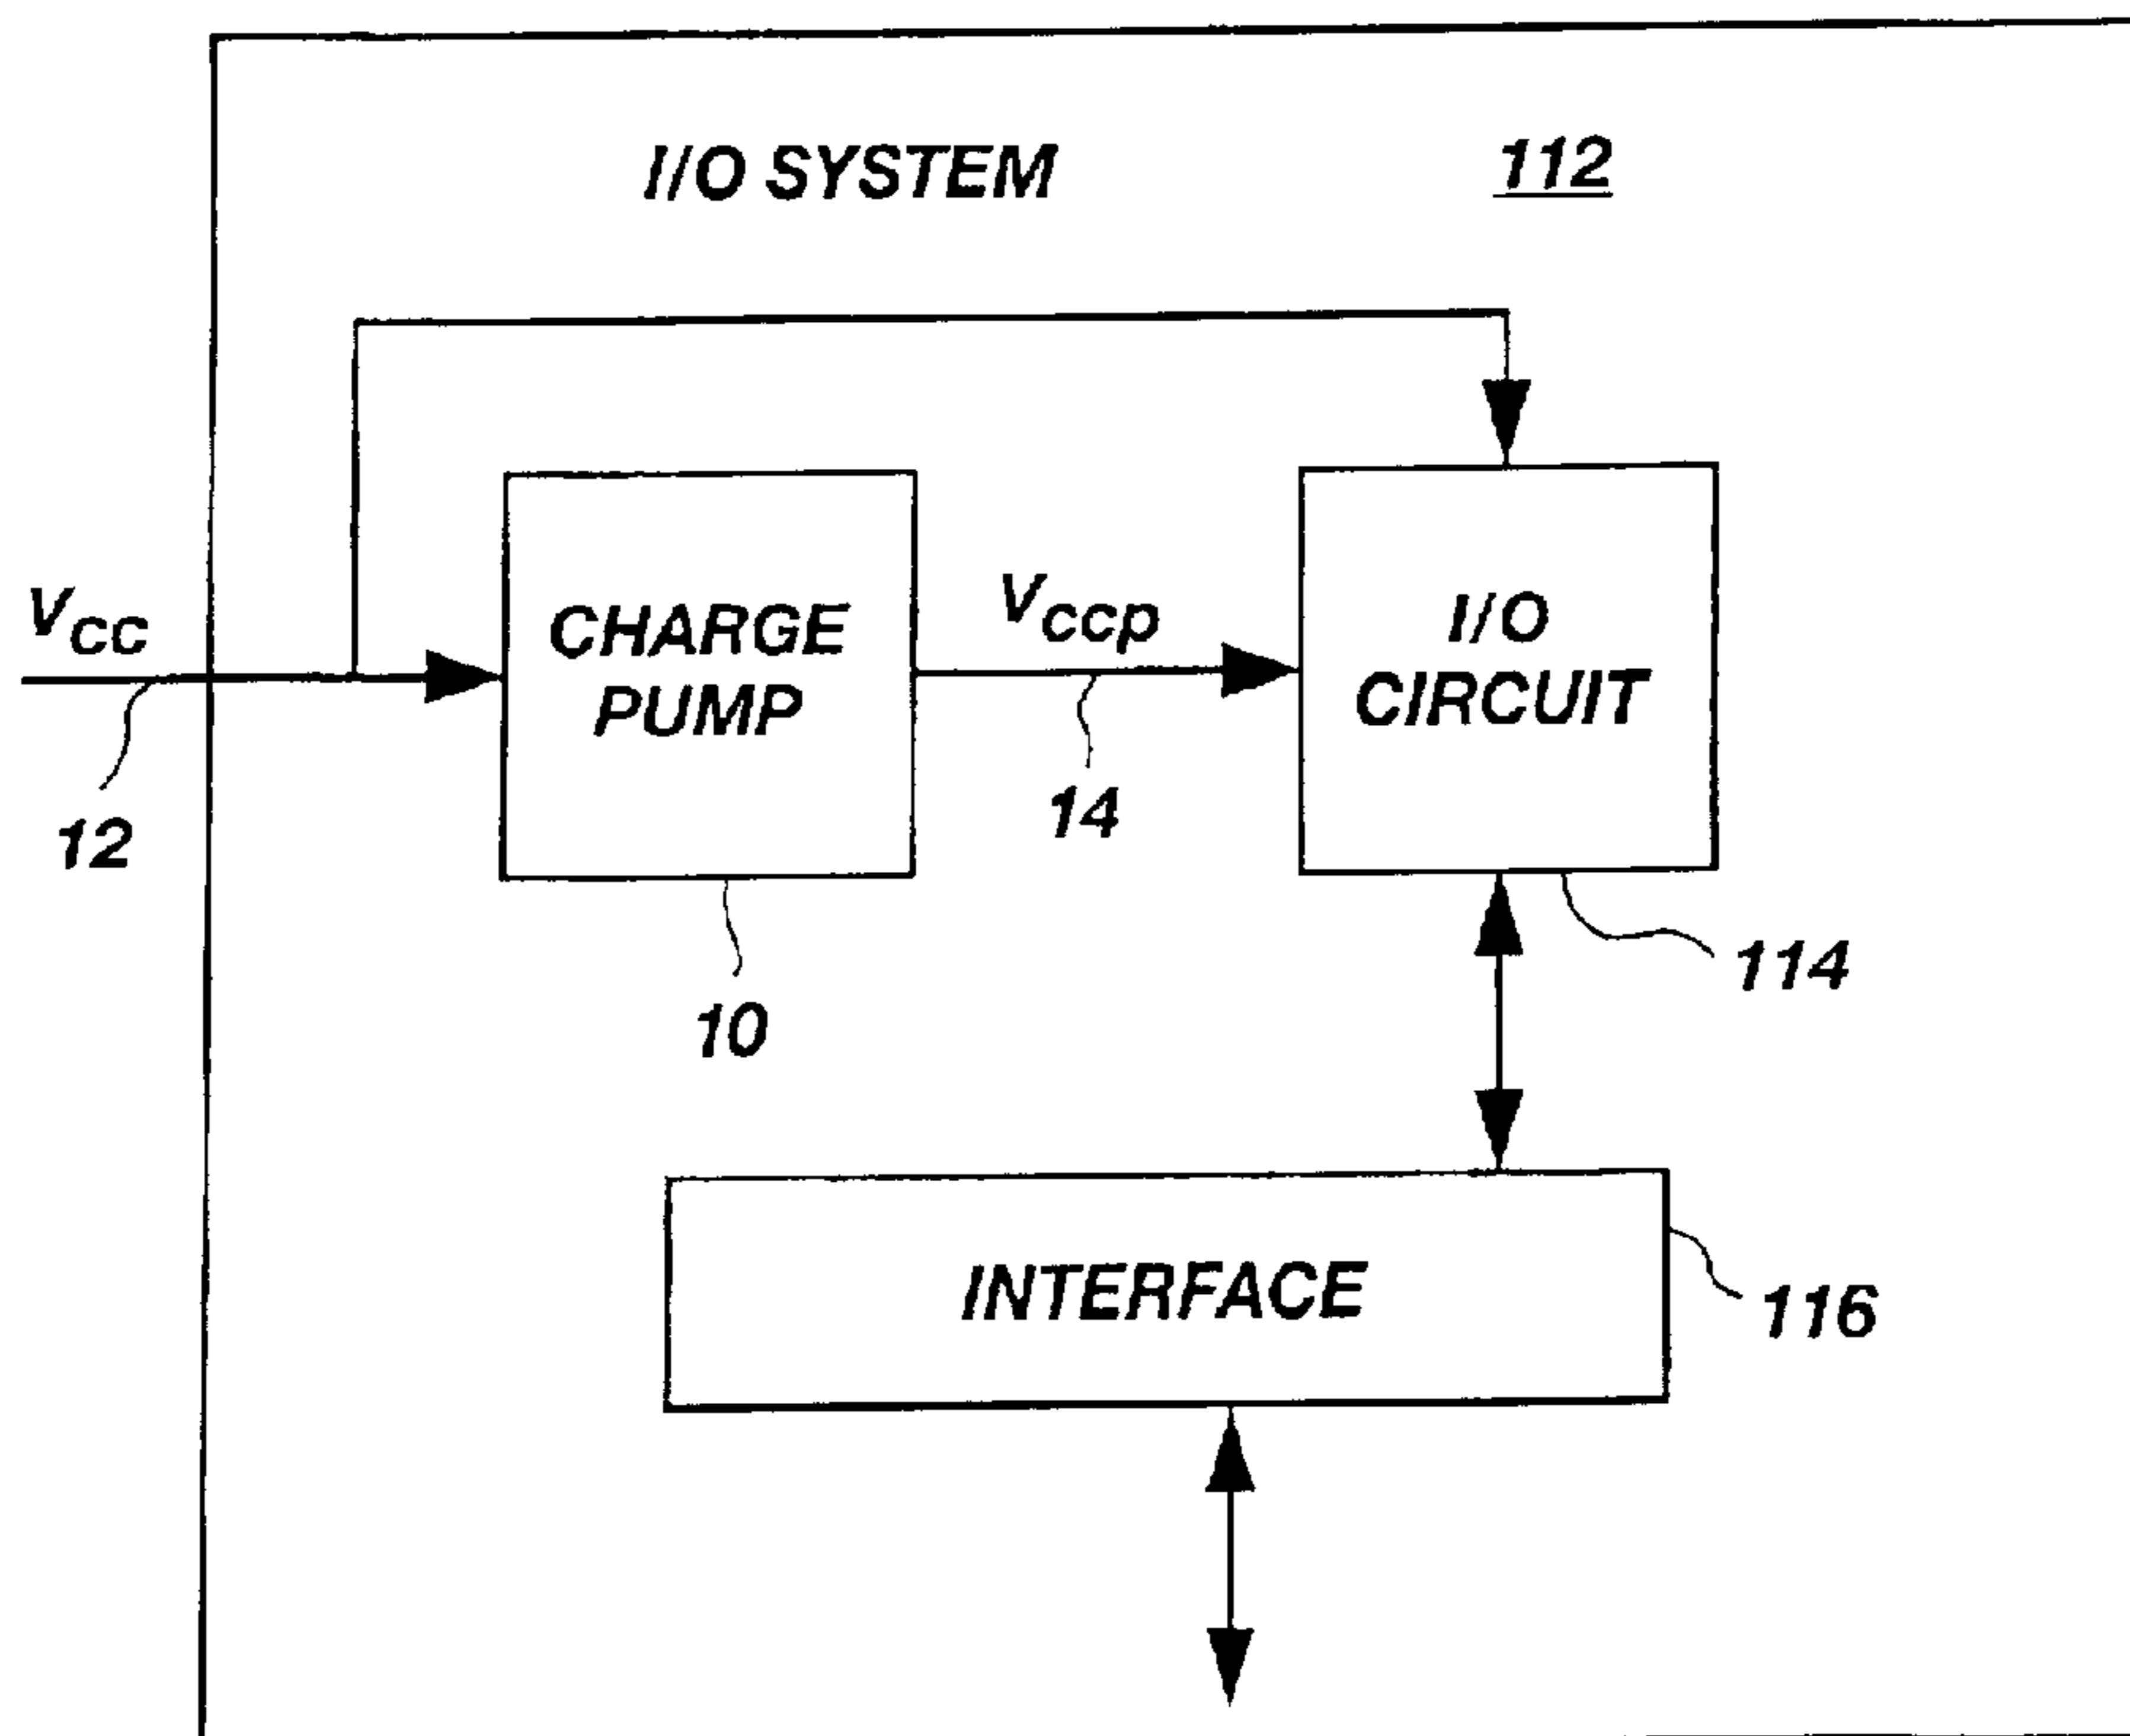 I/O SYSTEM
112
Vcc
CHARGE
PUMP
Vccp
I/O
CIRCUIT
12
14
10
114
INTERFACE
116